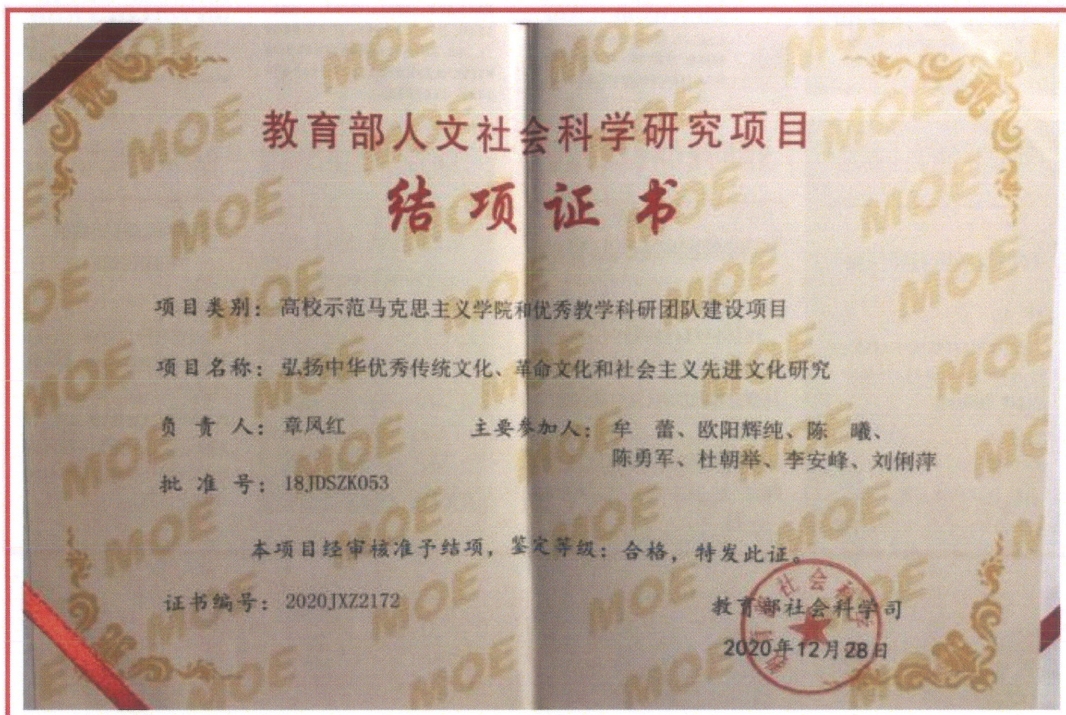 教育部人文社会科学研究项目
结项证书
项目类别：高校示范马克思主义学院和优秀教学科研团队建设项目
项目名称：弘扬中华优秀传统文化、革命文化和社会主义先进文化研究
负责人：章凤红 主要参加人：牟 蕾、欧阳辉纯、陈 曦、
陈勇军、杜朝举、李安峰、刘俐萍
批准号：18JDSZK053
本项目经审核准予结项，鉴定等级：合格，特发此证。
证书编号：2020JXZ2172 教育部社会科学司
2020年12月28日
MOE